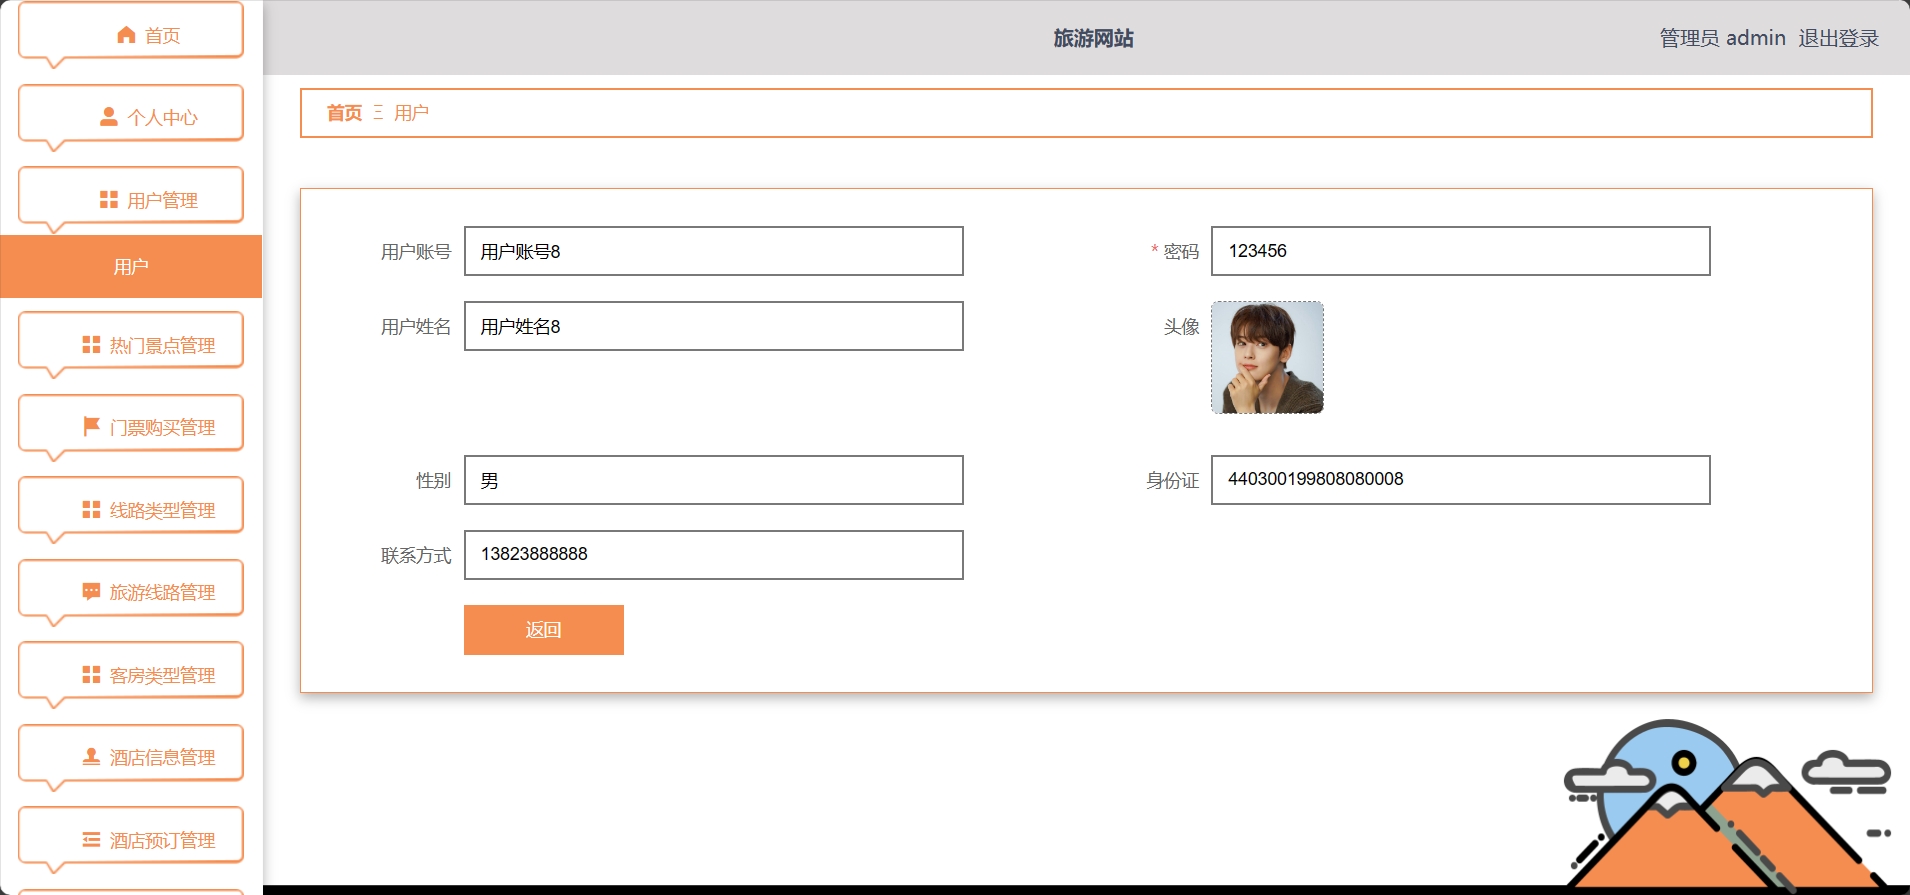 首页
个人中心
用户管理
用户
热门景点管理
门票购买管理
线路类型管理
旅游线路管理
客房类型管理
酒店信息管理
酒店预订管理
旅游网站
管理员 admin 退出登录
首页 Ξ 用户
用户账号 用户账号8
* 密码 123456
用户姓名 用户姓名8
头像
性别 男
身份证 440300199808080008
联系方式 13823888888
返回